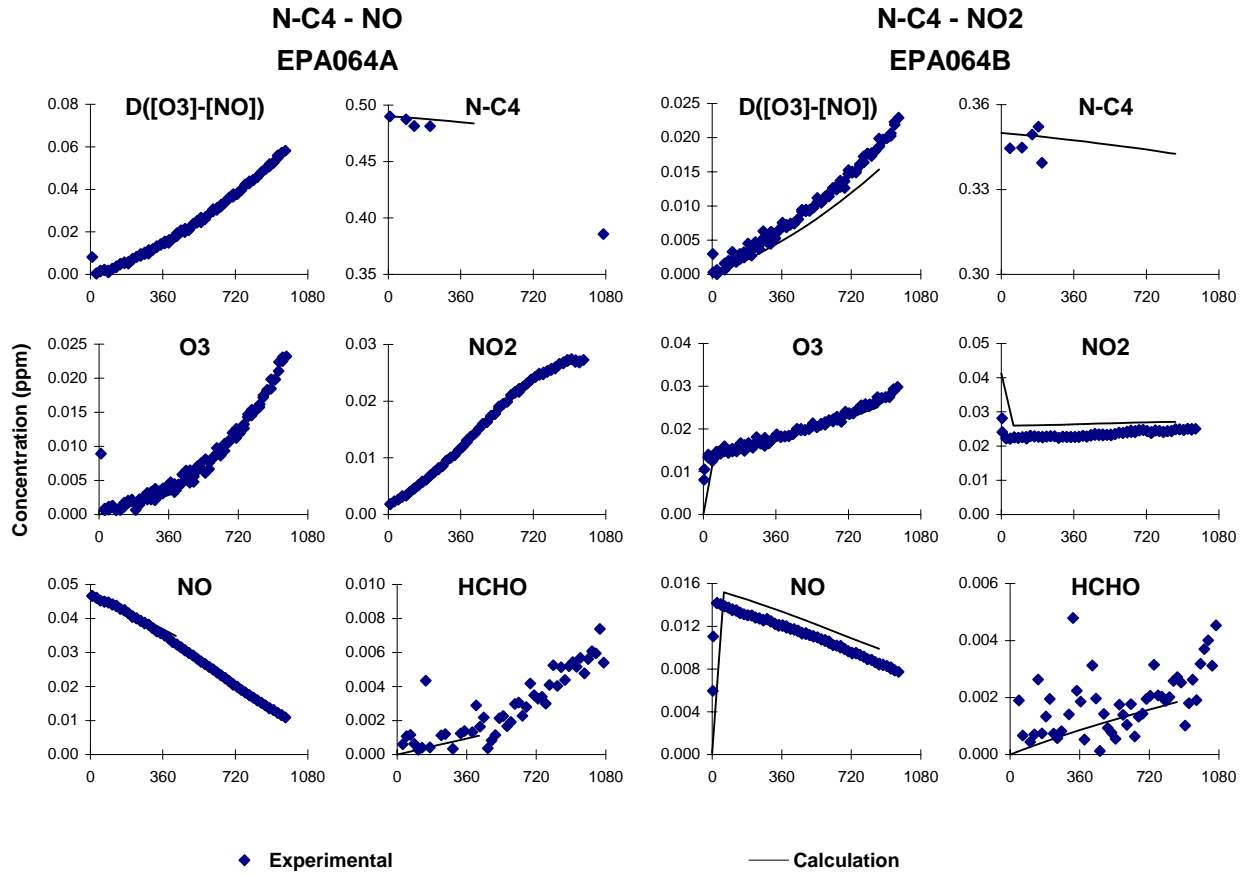 N-C4 - NO
EPA064A
N-C4 - NO2
EPA064B
Concentration (ppm)
D([O3]-[NO])
0.08
0.06
0.04
0.02
0.00
0 360 720 1080
N-C4
0.50
0.45
0.40
0.35
0 360 720 1080
D([O3]-[NO])
0.025
0.020
0.015
0.010
0.005
0.000
0 360 720 1080
N-C4
0.36
0.33
0.30
0 360 720 1080
O3
0.025
0.020
0.015
0.010
0.005
0.000
0 360 720 1080
NO2
0.03
0.02
0.01
0.00
0 360 720 1080
O3
0.04
0.03
0.02
0.01
0.00
0 360 720 1080
NO2
0.05
0.04
0.03
0.02
0.01
0.00
0 360 720 1080
NO
0.05
0.04
0.03
0.02
0.01
0.00
0 360 720 1080
HCHO
0.010
0.008
0.006
0.004
0.002
0.000
0 360 720 1080
NO
0.016
0.012
0.008
0.004
0.000
0 360 720 1080
HCHO
0.006
0.004
0.002
0.000
0 360 720 1080
Experimental
Calculation